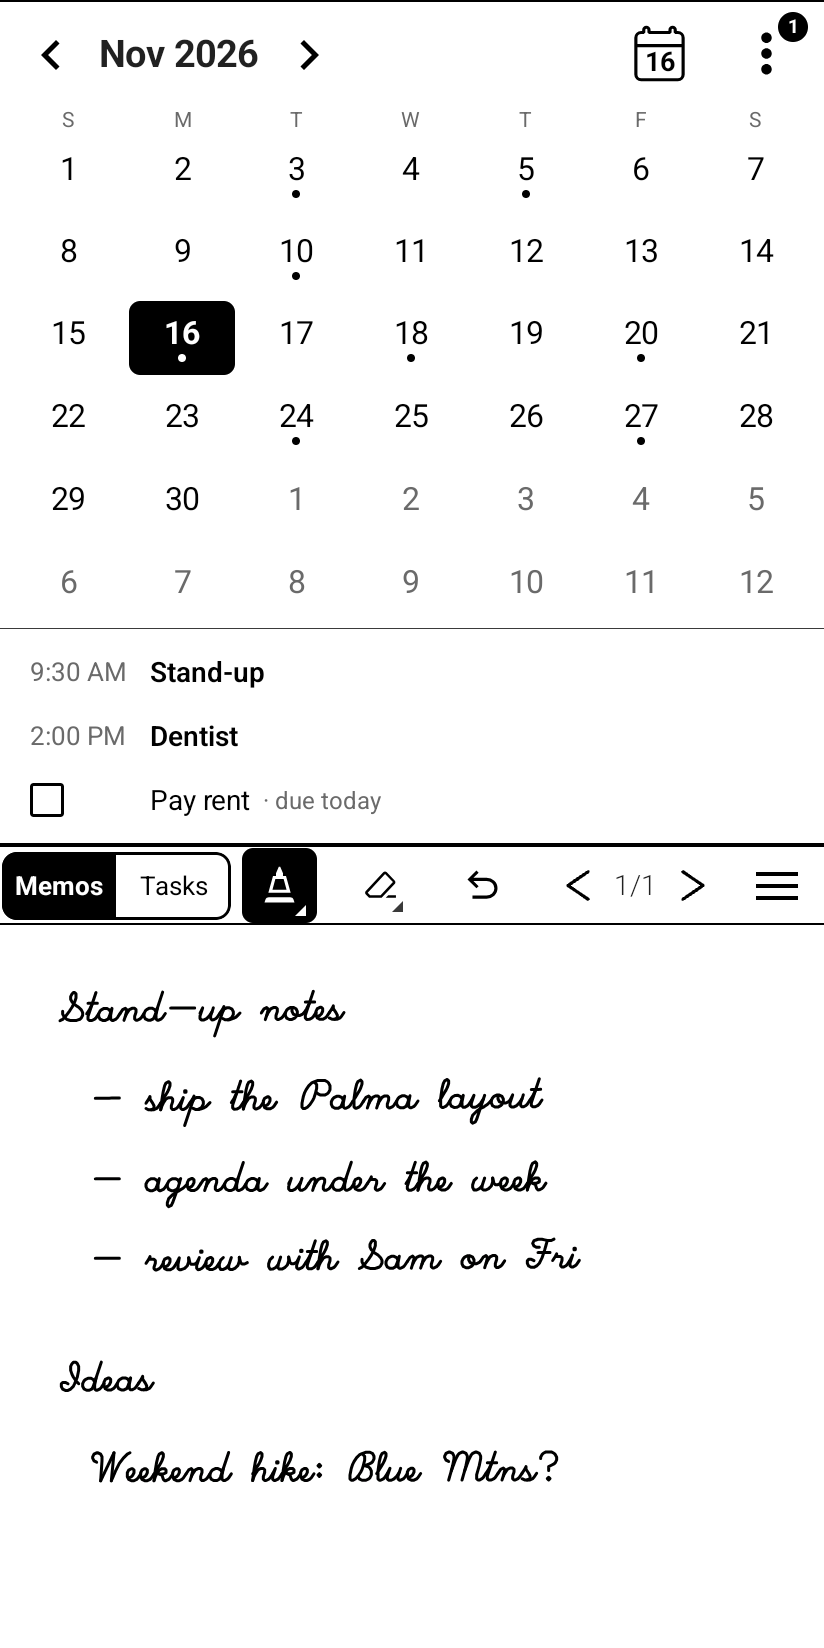 Nov 2026 16 1
S M T W T F S
1 2 3 4 5 6 7
8 9 10 11 12 13 14
15 16 17 18 19 20 21
22 23 24 25 26 27 28
29 30 1 2 3 4 5
6 7 8 9 10 11 12
9:30 AM Stand-up
2:00 PM Dentist
Pay rent · due today
Memos Tasks 1/1
Stand-up notes
- ship the Palma layout
- agenda under the week
- review with Sam on Fri
Ideas
Weekend hike: Blue Mtns?